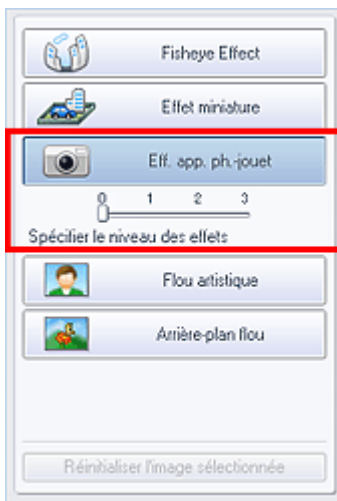 Fisheye Effect
Effet miniature
Eff. app. ph.-jouet
0 1 2 3
Spécifier le niveau des effets
Flou artistique
Arrière-plan flou
Réinitialiser l'image sélectionnée